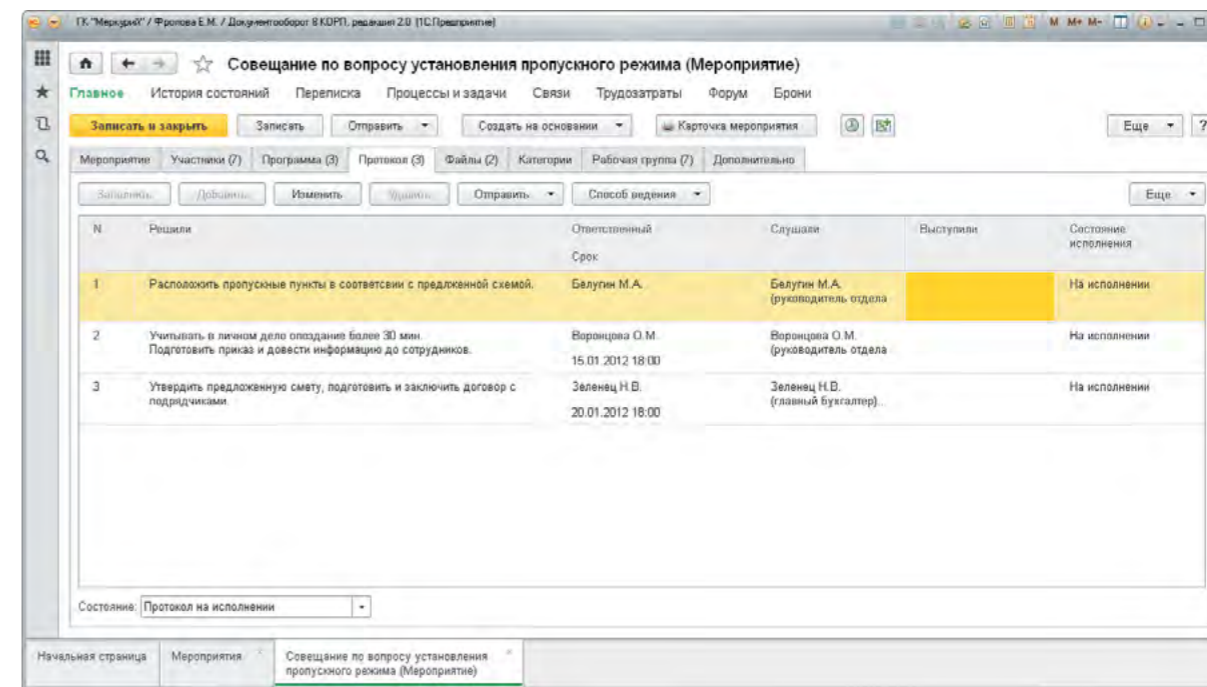 ГК "Меркурий" / Фролова Е.М. / Документооборот 8 КОРП, редакция 2.0 (1С:Предприятие)
M M+ M-
Совещание по вопросу установления пропускного режима (Мероприятие)
Главное История состояний Переписка Процессы и задачи Связи Трудозатраты Форум Брони
Записать и закрыть Записать Отправить Создать на основании Карточка мероприятия Еще ?
Мероприятие Участники (7) Программа (3) Протокол (3) Файлы (2) Категории Рабочая группа (7) Дополнительно
Заполнить Добавить Изменить Удалить Отправить Способ ведения Еще
N Решили Ответственный Слушали Выступили Состояние
исполнения
Срок
1 Расположить пропускные пункты в соответсвии с предлженной схемой. Белугин М.А. Белугин М.А. На исполнении
(руководитель отдела
2 Учитывать в личном дело опоздание более 30 мин. Воронцова О.М. Воронцова О.М. На исполнении
Подготовить приказ и довести информацию до сотрудников. (руководитель отдела
15.01.2012 18:00
3 Утвердить предложенную смету, подготовить и заключить договор с Зеленец Н.В. Зеленец Н.В. На исполнении
подрядчиками. (главный бухгалтер)...
20.01.2012 18:00
Состояние: Протокол на исполнении
Начальная страница Мероприятия × Совещание по вопросу установления ×
пропускного режима (Мероприятие)